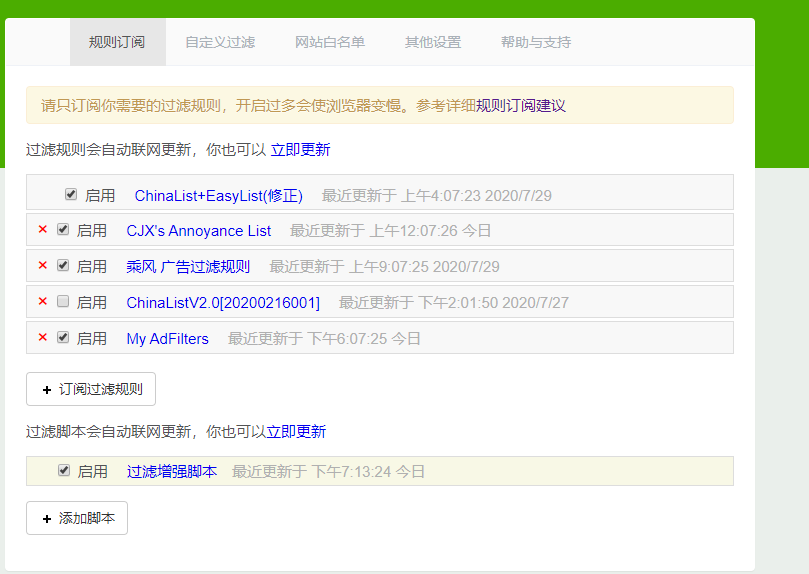 规则订阅 自定义过滤 网站白名单 其他设置 帮助与支持
请只订阅你需要的过滤规则，开启过多会使浏览器变慢。参考详细规则订阅建议
过滤规则会自动联网更新，你也可以 立即更新
启用 ChinaList+EasyList(修正) 最近更新于 上午4:07:23 2020/7/29
× 启用 CJX's Annoyance List 最近更新于 上午12:07:26 今日
× 启用 乘风 广告过滤规则 最近更新于 上午9:07:25 2020/7/29
× 启用 ChinaListV2.0[20200216001] 最近更新于 下午2:01:50 2020/7/27
× 启用 My AdFilters 最近更新于 下午6:07:25 今日
+ 订阅过滤规则
过滤脚本会自动联网更新，你也可以立即更新
启用 过滤增强脚本 最近更新于 下午7:13:24 今日
+ 添加脚本